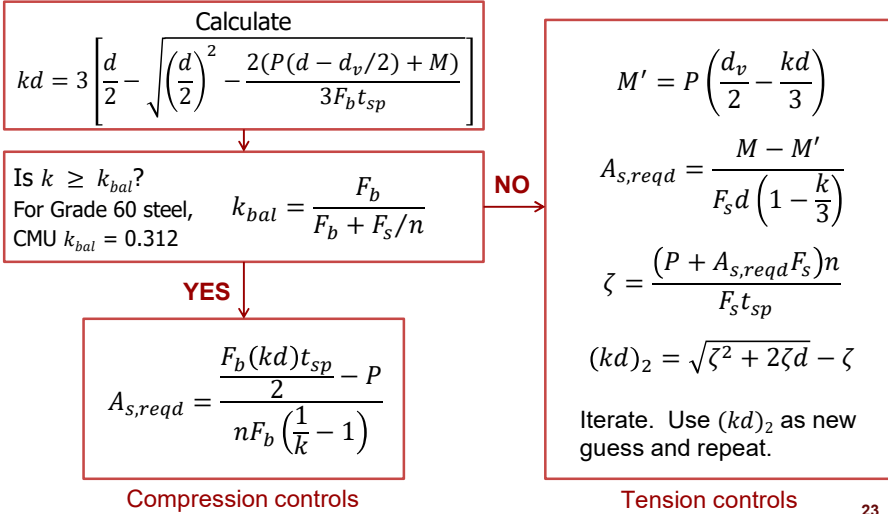 Calculate
kd = 3 [d/2 − √((d/2)² − 2(P(d − d_v/2) + M)/(3F_b t_sp))]
Is k ≥ k_bal?
For Grade 60 steel,
CMU k_bal = 0.312
k_bal = F_b/(F_b + F_s/n)
NO
YES
A_s,reqd = (F_b(kd)t_sp/2 − P)/(nF_b(1/k − 1))
Compression controls
M′ = P(d_v/2 − kd/3)
A_s,reqd = (M − M′)/(F_s d(1 − k/3))
ζ = (P + A_s,reqd F_s)n/(F_s t_sp)
(kd)₂ = √(ζ² + 2ζd) − ζ
Iterate. Use (kd)₂ as new
guess and repeat.
Tension controls
23